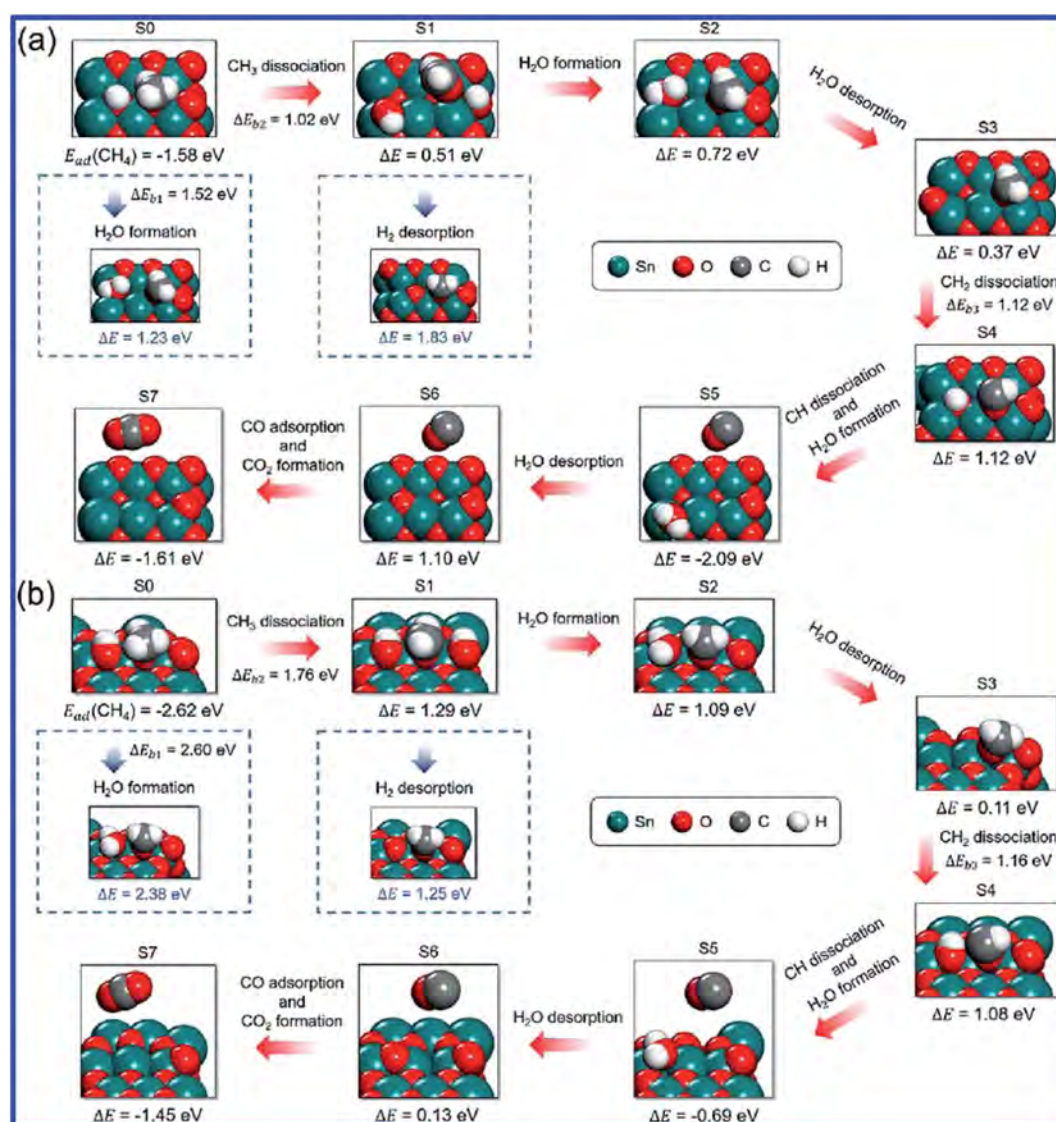 (a)
S0
S1
S2
CH₃ dissociation
ΔE_b2 = 1.02 eV
H₂O formation
H₂O desorption
E_ad(CH₄) = -1.58 eV
ΔE = 0.51 eV
ΔE = 0.72 eV
S3
ΔE_b1 = 1.52 eV
H₂O formation
H₂ desorption
Sn O C H
ΔE = 0.37 eV
CH₂ dissociation
ΔE_b3 = 1.12 eV
ΔE = 1.23 eV
ΔE = 1.83 eV
S4
S7
S6
S5
CH dissociation
and
H₂O formation
CO adsorption
and
CO₂ formation
H₂O desorption
ΔE = 1.12 eV
ΔE = -1.61 eV
ΔE = 1.10 eV
ΔE = -2.09 eV
(b)
S0
S1
S2
CH₃ dissociation
ΔE_b2 = 1.76 eV
H₂O formation
H₂O desorption
E_ad(CH₄) = -2.62 eV
ΔE = 1.29 eV
ΔE = 1.09 eV
S3
ΔE_b1 = 2.60 eV
H₂O formation
H₂ desorption
Sn O C H
ΔE = 0.11 eV
CH₂ dissociation
ΔE_b3 = 1.16 eV
ΔE = 2.38 eV
ΔE = 1.25 eV
S4
S7
S6
S5
CH dissociation
and
H₂O formation
CO adsorption
and
CO₂ formation
H₂O desorption
ΔE = 1.08 eV
ΔE = -1.45 eV
ΔE = 0.13 eV
ΔE = -0.69 eV